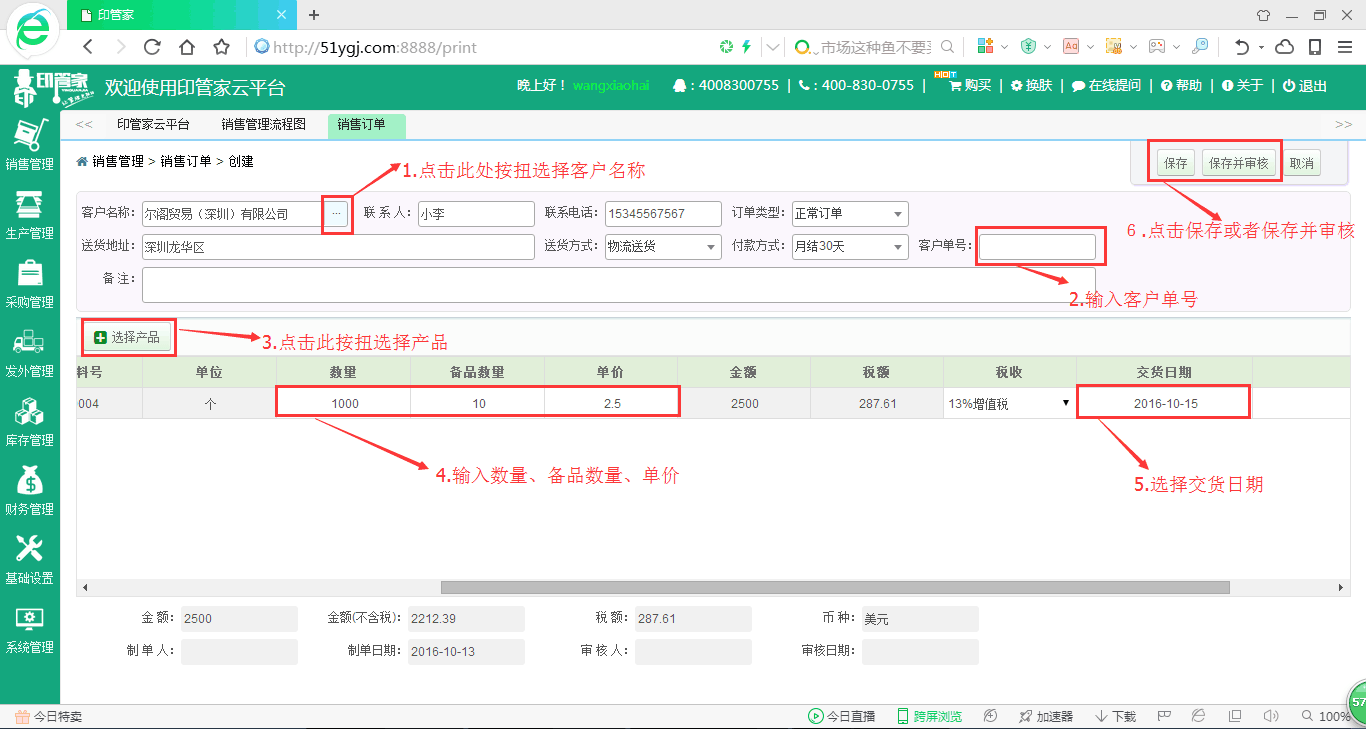 印管家
http://51ygj.com:8888/print
市场这种鱼不要
印管家
欢迎使用印管家云平台
晚上好！ wangxiaohai
: 4008300755 | : 400-830-0755 | HOT 购买 | 换肤 | 在线提问 | 帮助 | 关于 | 退出
<< 印管家云平台 销售管理流程图 销售订单 >>
销售管理
生产管理
采购管理
发外管理
库存管理
财务管理
基础设置
系统管理
销售管理 > 销售订单 > 创建
保存 保存并审核 取消
1.点击此处按扭选择客户名称
客户名称: 尔阁贸易（深圳）有限公司 ... 联 系 人: 小李 联系电话: 15345567567 订单类型: 正常订单
6 .点击保存或者保存并审核
送货地址: 深圳龙华区 送货方式: 物流送货 付款方式: 月结30天 客户单号:
备 注:
2.输入客户单号
选择产品
3.点击此按扭选择产品
料号 单位 数量 备品数量 单价 金额 税额 税收 交货日期
004 个 1000 10 2.5 2500 287.61 13%增值税 2016-10-15
4.输入数量、备品数量、单价
5.选择交货日期
金 额: 2500 金额(不含税): 2212.39 税 额: 287.61 币 种: 美元
制 单 人: 制单日期: 2016-10-13 审 核 人: 审核日期:
今日特卖 今日直播 跨屏浏览 加速器 下载 100%
57